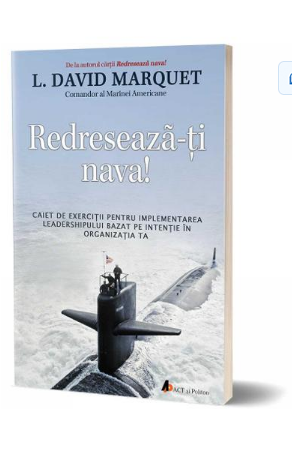 De la autorul cărții Redresează nava!
L. DAVID MARQUET
Comandor al Marinei Americane
Redresează-ți
nava!
CAIET DE EXERCIȚII PENTRU IMPLEMENTAREA
LEADERSHIPULUI BAZAT PE INTENȚIE ÎN
ORGANIZAȚIA TA
ACT și Politon